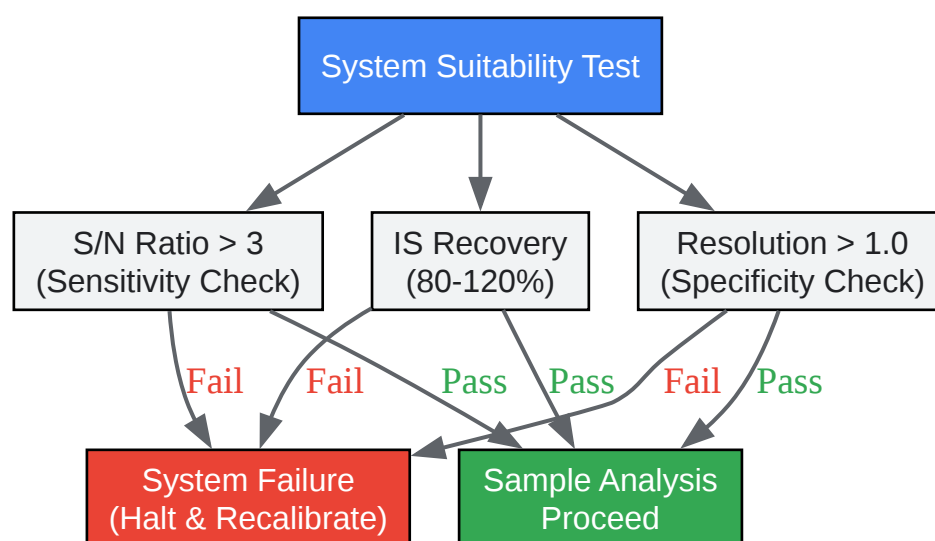 System Suitability Test
S/N Ratio > 3
(Sensitivity Check)
IS Recovery
(80-120%)
Resolution > 1.0
(Specificity Check)
Fail
Fail
Pass
Pass
Fail
Pass
System Failure
(Halt & Recalibrate)
Sample Analysis
Proceed